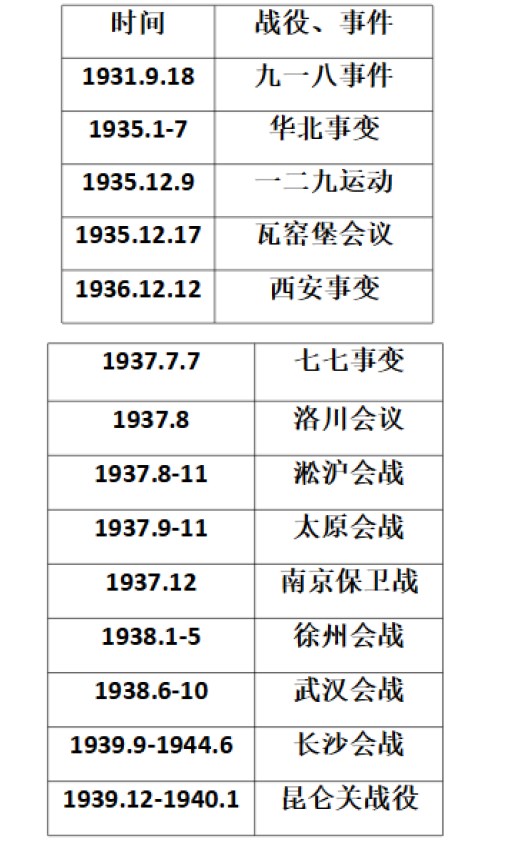 时间 战役、事件
1931.9.18 九一八事件
1935.1-7 华北事变
1935.12.9 一二九运动
1935.12.17 瓦窑堡会议
1936.12.12 西安事变
1937.7.7 七七事变
1937.8 洛川会议
1937.8-11 淞沪会战
1937.9-11 太原会战
1937.12 南京保卫战
1938.1-5 徐州会战
1938.6-10 武汉会战
1939.9-1944.6 长沙会战
1939.12-1940.1 昆仑关战役